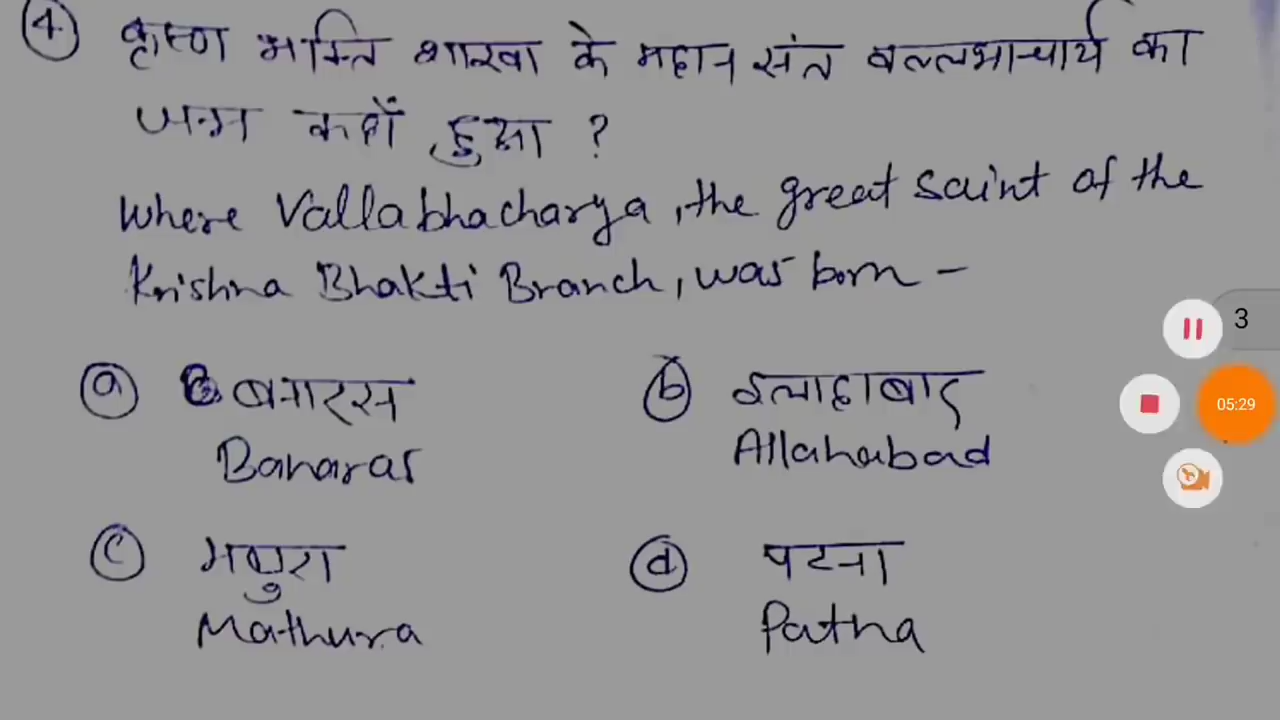 4. कृष्ण भक्ति शाखा के महान संत वल्लभाचार्य का
जन्म कहाँ हुआ ?
Where Vallabhacharya, the great saint of the
Krishna Bhakti Branch, was born -
3
05:29
a बनारस
Banaras
b इलाहाबाद
Allahabad
c मथुरा
Mathura
d पटना
Patna